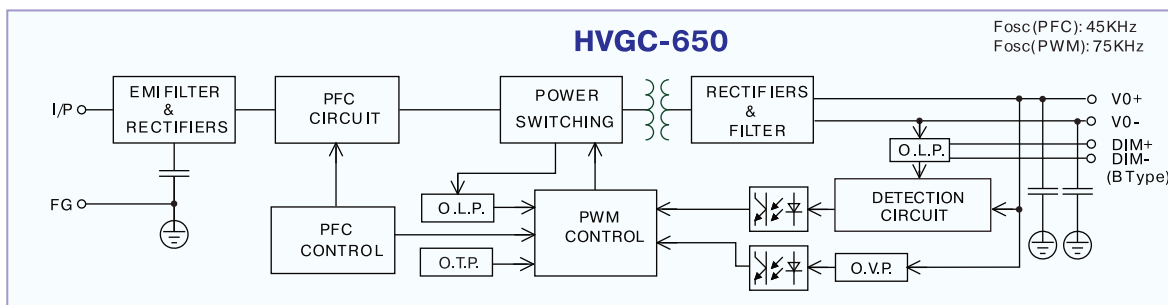 HVGC-650
Fosc(PFC): 45KHz
Fosc(PWM): 75KHz
I/P
EMI FILTER
&
RECTIFIERS
PFC
CIRCUIT
POWER
SWITCHING
RECTIFIERS
&
FILTER
V0+
V0-
DIM+
DIM-
(B Type)
O.L.P.
FG
PFC
CONTROL
O.L.P.
O.T.P.
PWM
CONTROL
DETECTION
CIRCUIT
O.V.P.